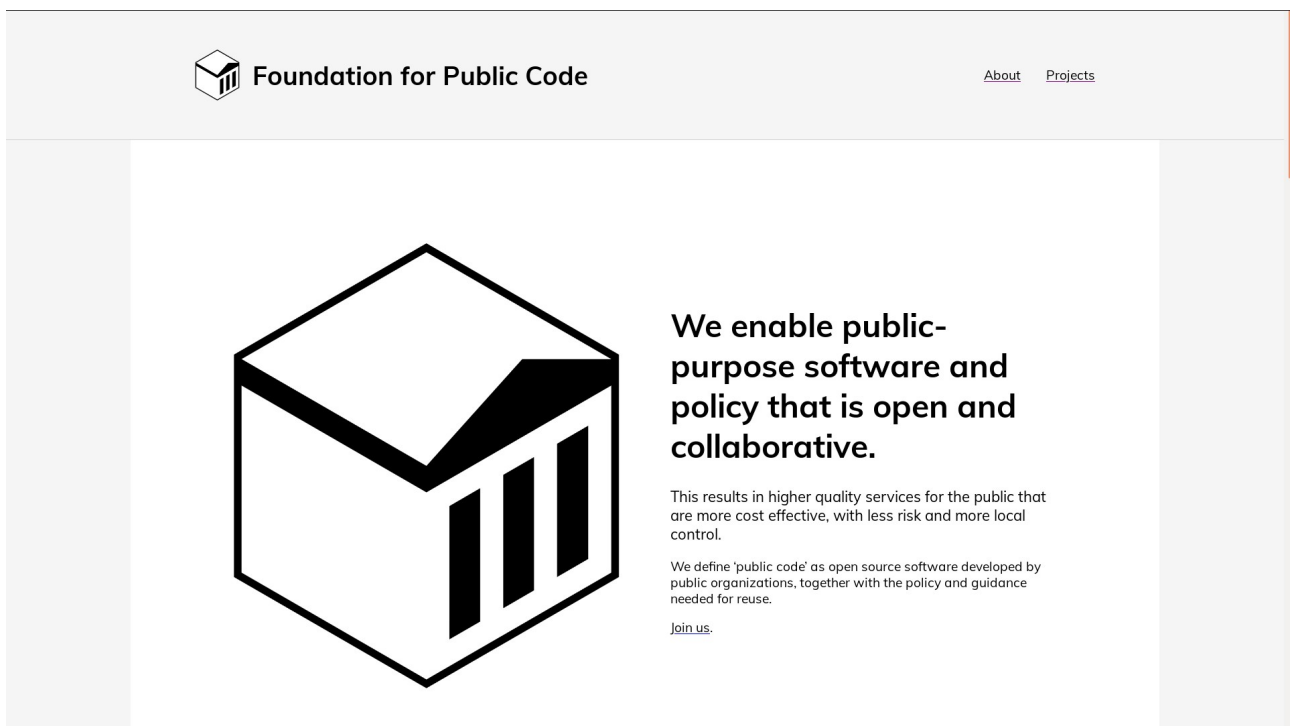 Foundation for Public Code
About
Projects
We enable public-
purpose software and
policy that is open and
collaborative.
This results in higher quality services for the public that
are more cost effective, with less risk and more local
control.
We define ‘public code’ as open source software developed by
public organizations, together with the policy and guidance
needed for reuse.
Join us.